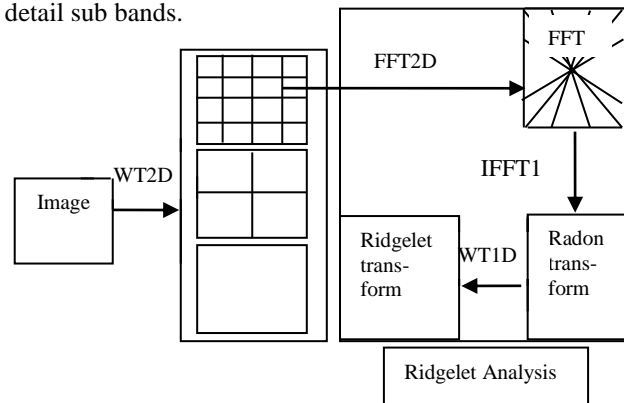 detail sub bands.
FFT
FFT2D
WT2D
IFFT1
Image
Ridgelet
trans-
form
WT1D
Radon
trans-
form
Ridgelet Analysis